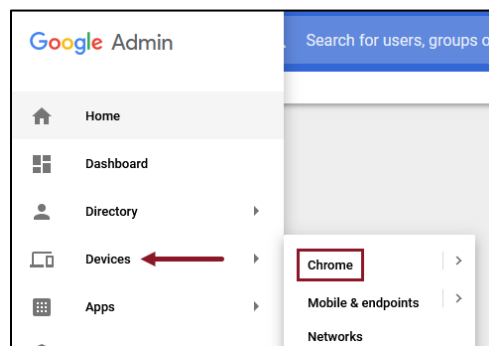 Google Admin
Search for users, groups o
Home
Dashboard
Directory
Devices
Chrome
Apps
Mobile & endpoints
Networks